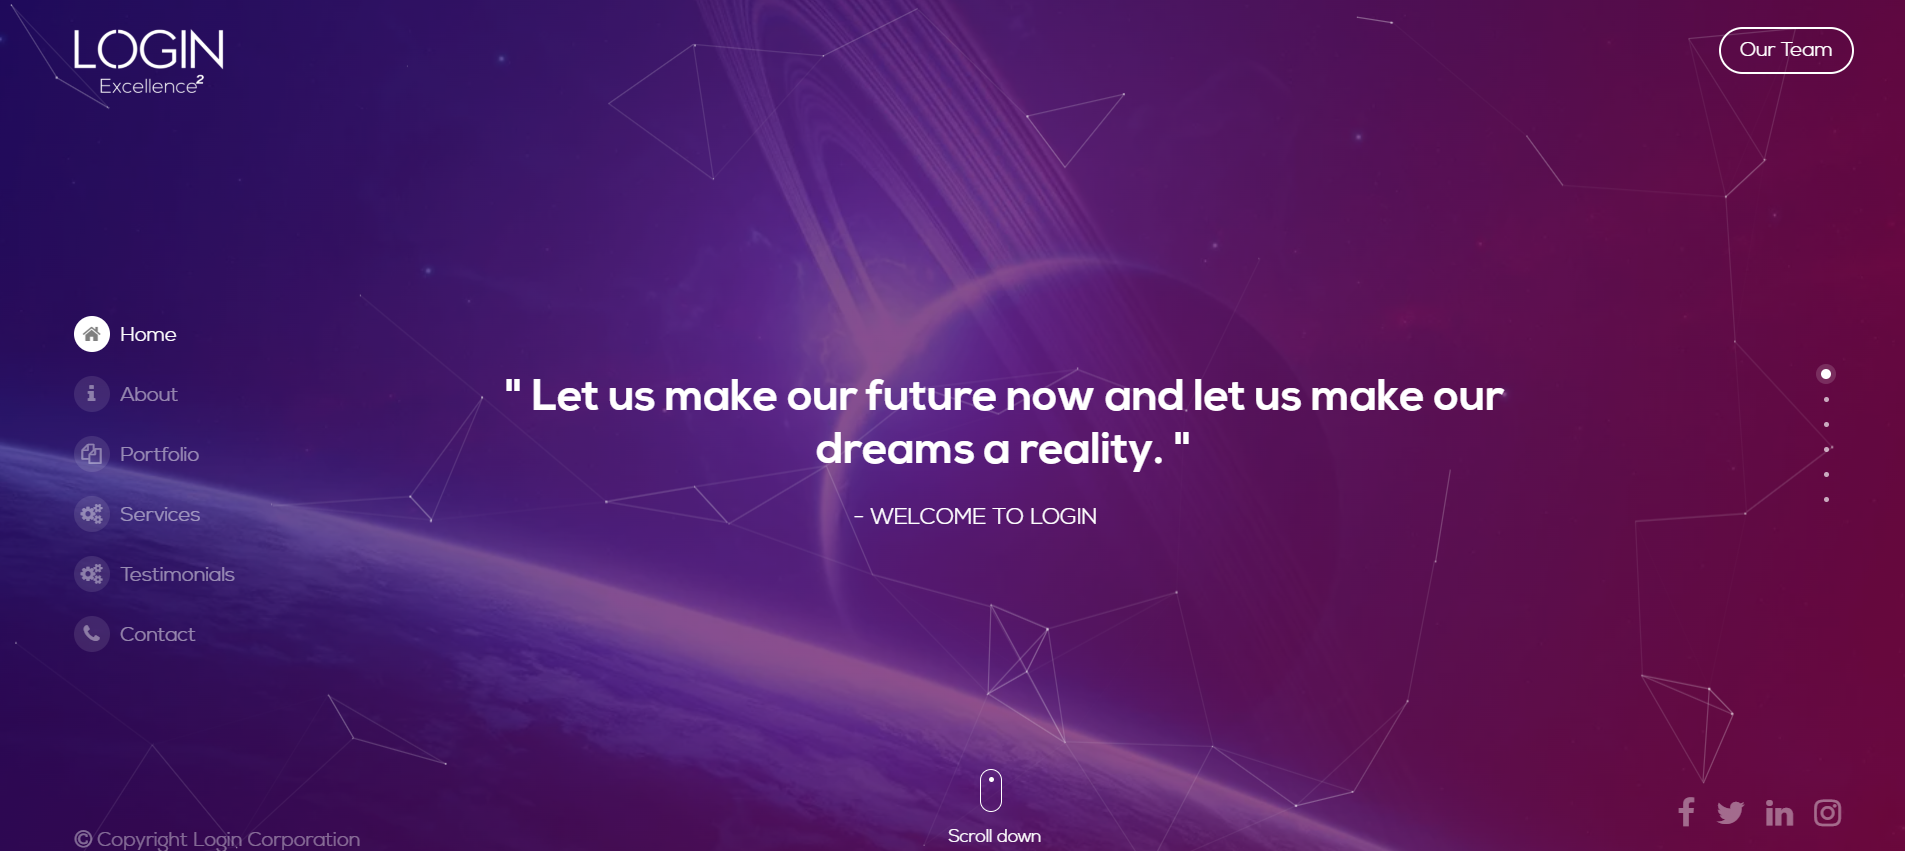 LOGIN
Excellence²
Our Team
Home
About
Portfolio
Services
Testimonials
Contact
" Let us make our future now and let us make our
dreams a reality. "
- WELCOME TO LOGIN
Scroll down
© Copyright Login Corporation